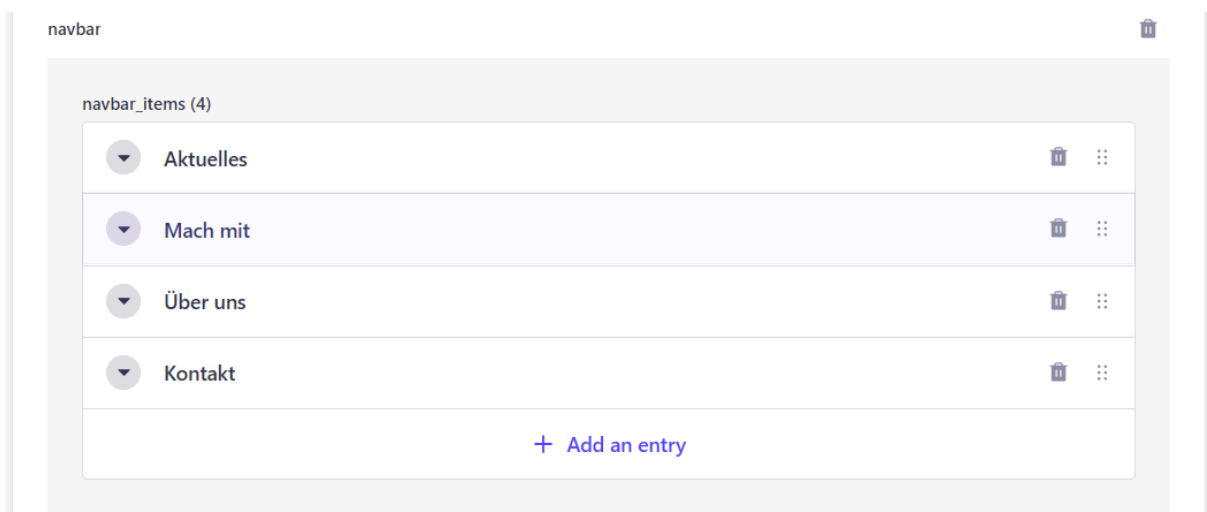 navbar
navbar_items (4)
Aktuelles
Mach mit
Über uns
Kontakt
+ Add an entry